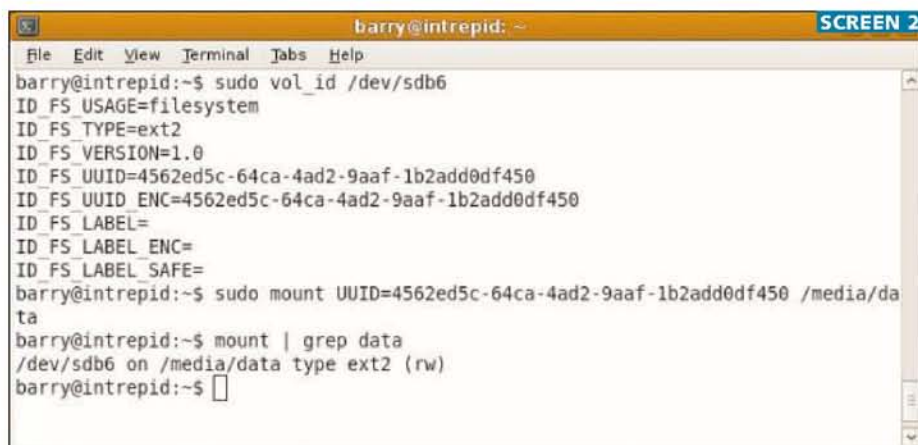 barry@intrepid: ~
SCREEN 2
File Edit View Terminal Tabs Help
barry@intrepid:~$ sudo vol_id /dev/sdb6
ID_FS_USAGE=filesystem
ID_FS_TYPE=ext2
ID_FS_VERSION=1.0
ID_FS_UUID=4562ed5c-64ca-4ad2-9aaf-1b2add0df450
ID_FS_UUID_ENC=4562ed5c-64ca-4ad2-9aaf-1b2add0df450
ID_FS_LABEL=
ID_FS_LABEL_ENC=
ID_FS_LABEL_SAFE=
barry@intrepid:~$ sudo mount UUID=4562ed5c-64ca-4ad2-9aaf-1b2add0df450 /media/da
ta
barry@intrepid:~$ mount | grep data
/dev/sdb6 on /media/data type ext2 (rw)
barry@intrepid:~$